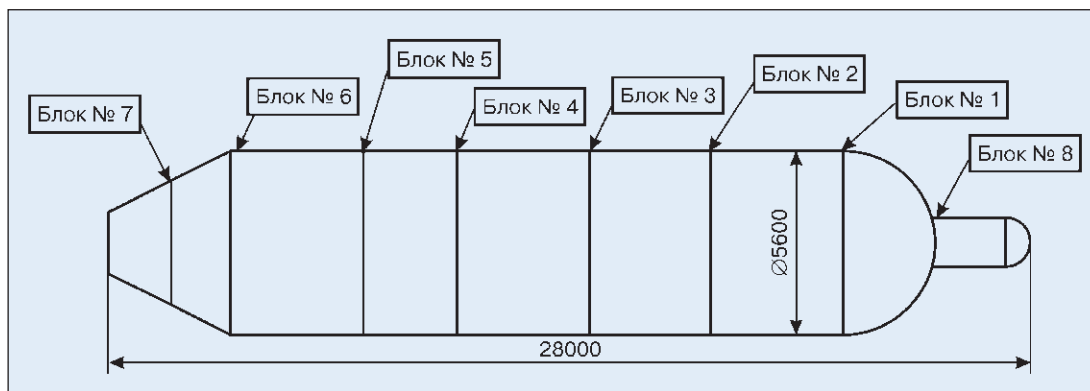 Блок № 5
Блок № 2
Блок № 6
Блок № 4
Блок № 3
Блок № 1
Блок № 7
Блок № 8
Ø5600
28000